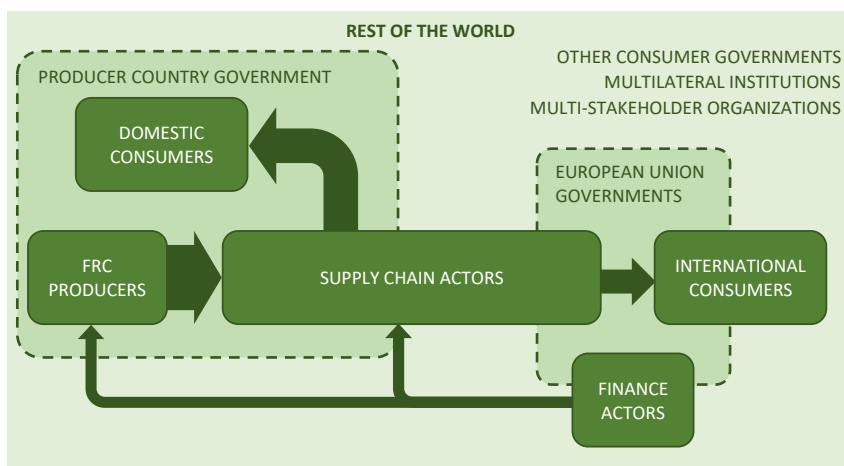 REST OF THE WORLD
PRODUCER COUNTRY GOVERNMENT
OTHER CONSUMER GOVERNMENTS
MULTILATERAL INSTITUTIONS
MULTI-STAKEHOLDER ORGANIZATIONS
DOMESTIC
CONSUMERS
EUROPEAN UNION
GOVERNMENTS
FRC
PRODUCERS
SUPPLY CHAIN ACTORS
INTERNATIONAL
CONSUMERS
FINANCE
ACTORS